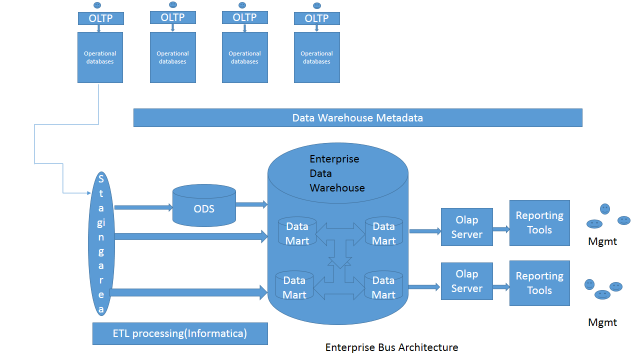 OLTP OLTP OLTP OLTP
Operational databases Operational databases Operational databases Operational databases
Data Warehouse Metadata
Enterprise
Data
Warehouse
Stagingarea
ODS
Data Mart Data Mart
Data Mart Data Mart
Olap Server
Reporting Tools
Mgmt
Olap Server
Reporting Tools
Mgmt
ETL processing(Informatica)
Enterprise Bus Architecture